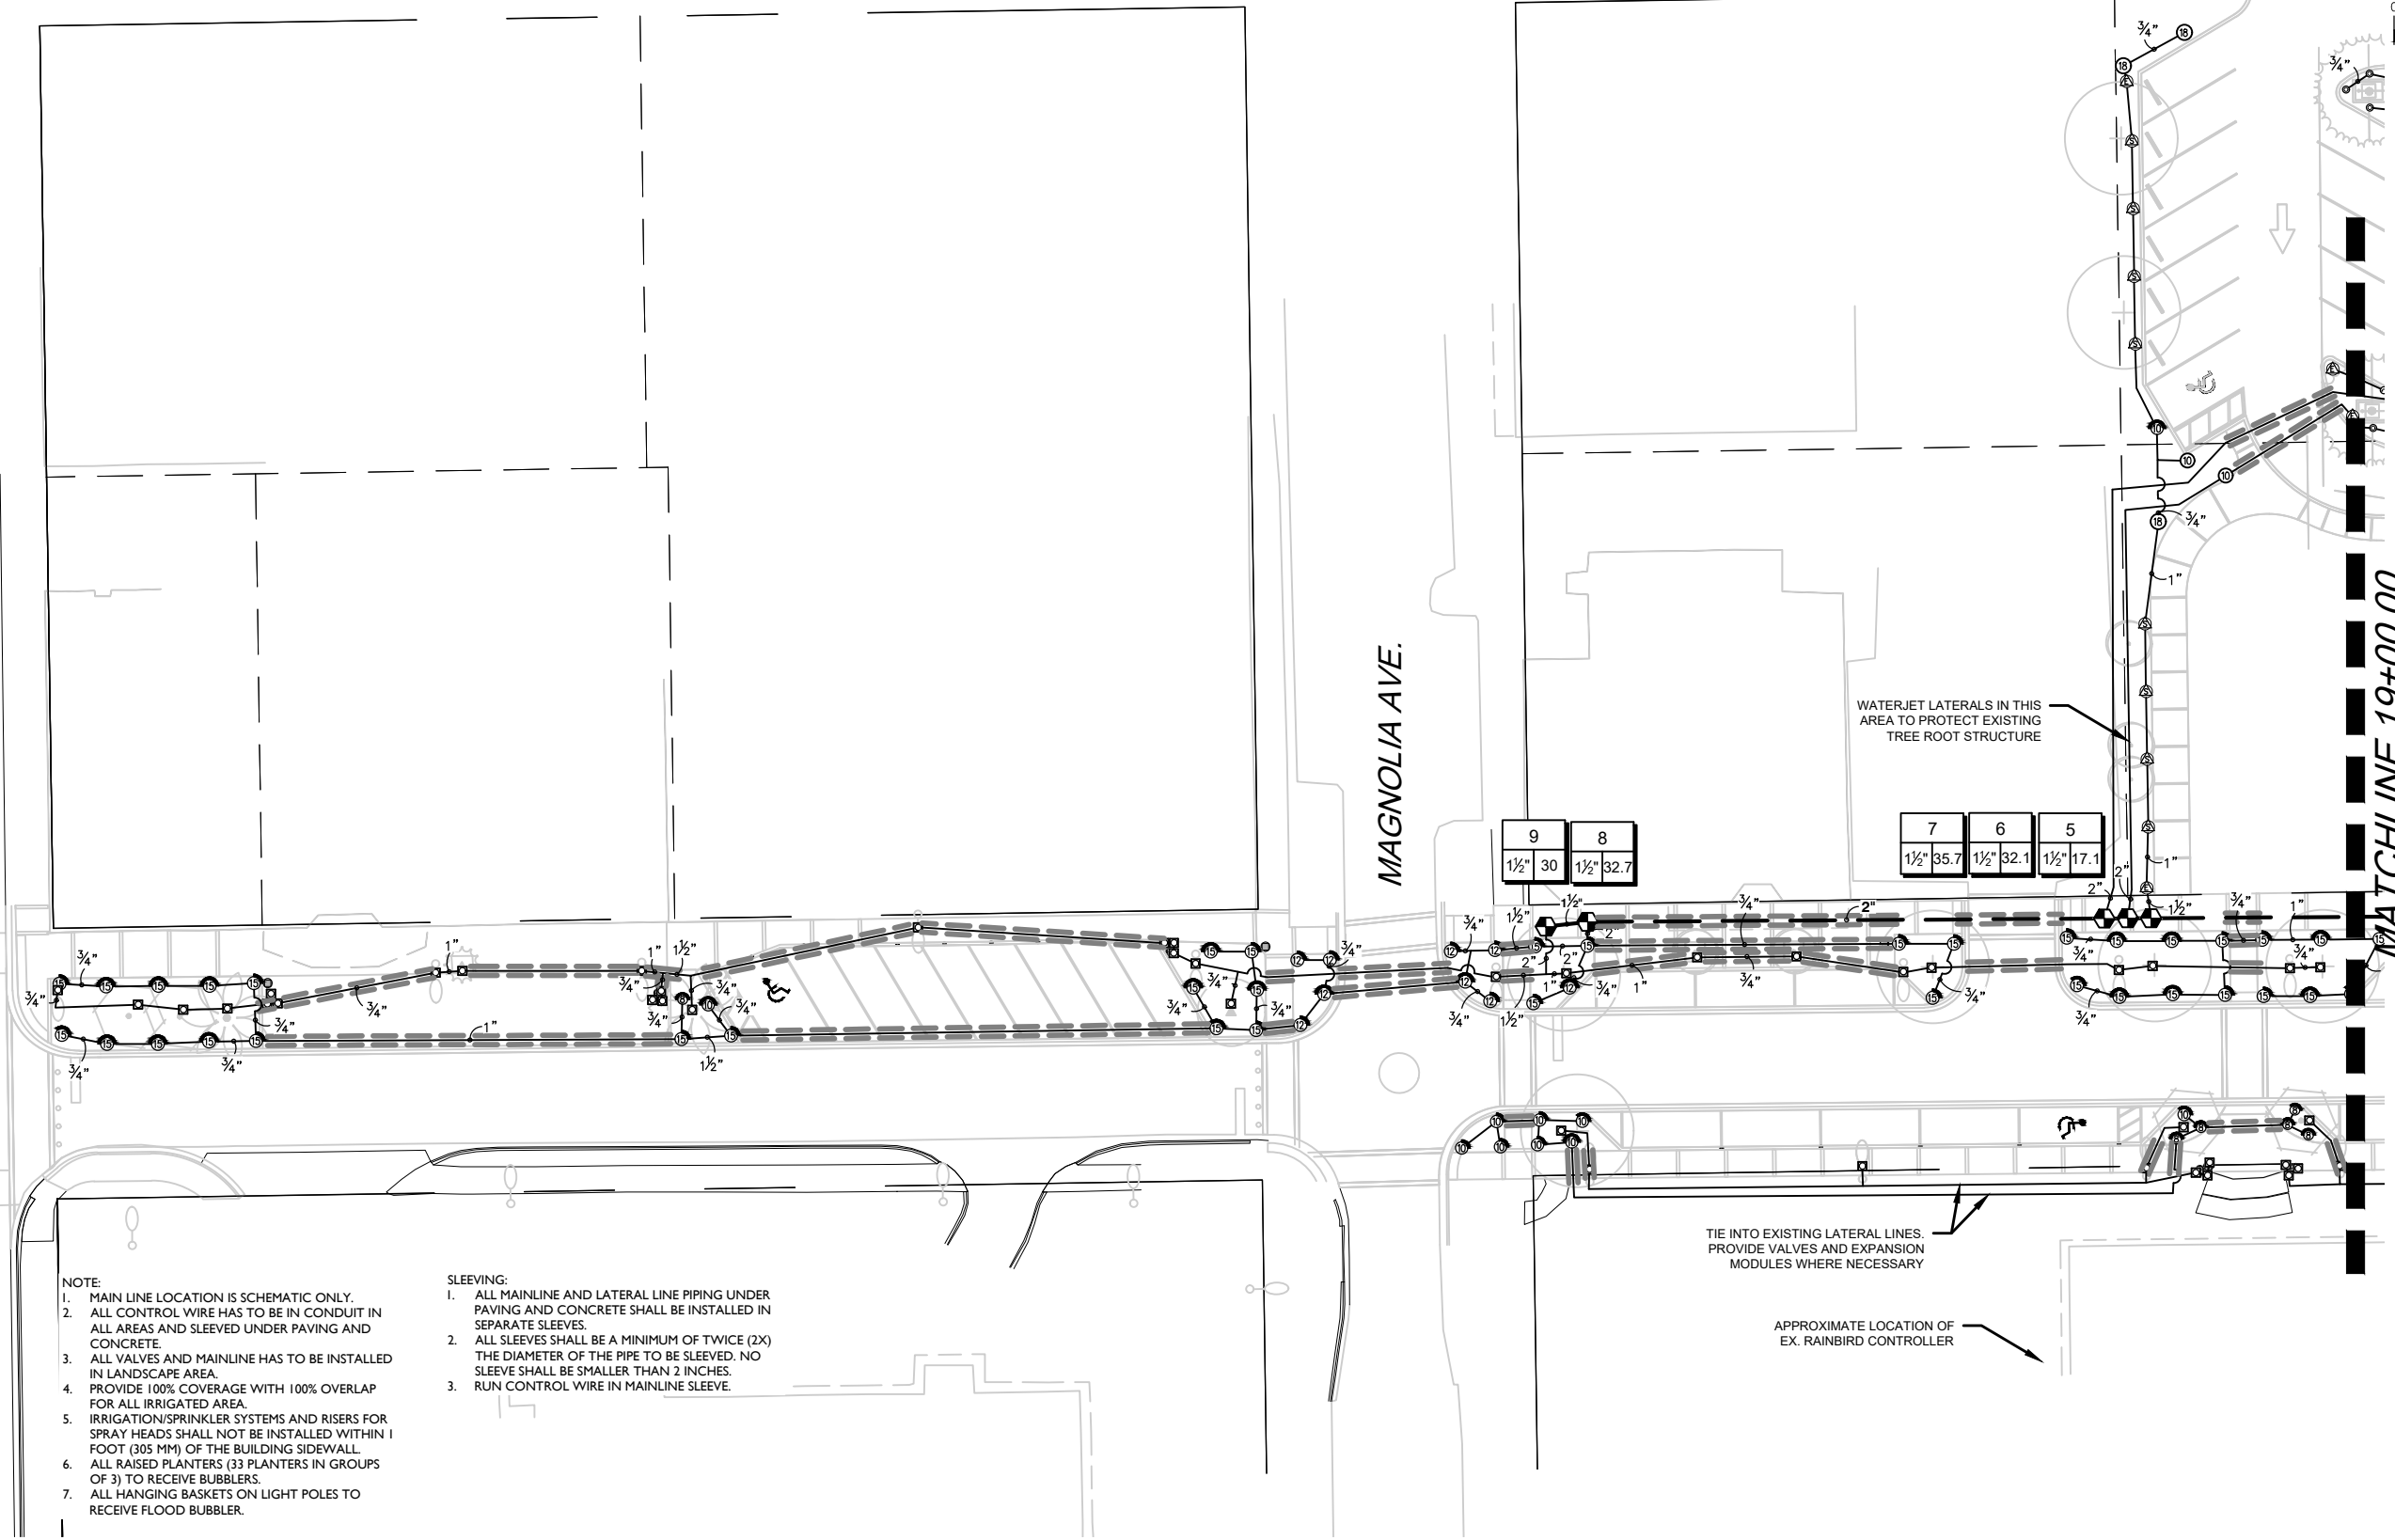 MAGNOLIA AVE.
MATCHLINE 19+00.00
WATERJET LATERALS IN THIS
AREA TO PROTECT EXISTING
TREE ROOT STRUCTURE
9
1½" 30
8
1½" 32.7
7
1½" 35.7
6
1½" 32.1
5
1½" 17.1
TIE INTO EXISTING LATERAL LINES.
PROVIDE VALVES AND EXPANSION
MODULES WHERE NECESSARY
APPROXIMATE LOCATION OF
EX. RAINBIRD CONTROLLER
NOTE:
1. MAIN LINE LOCATION IS SCHEMATIC ONLY.
2. ALL CONTROL WIRE HAS TO BE IN CONDUIT IN
ALL AREAS AND SLEEVED UNDER PAVING AND
CONCRETE.
3. ALL VALVES AND MAINLINE HAS TO BE INSTALLED
IN LANDSCAPE AREA.
4. PROVIDE 100% COVERAGE WITH 100% OVERLAP
FOR ALL IRRIGATED AREA.
5. IRRIGATION/SPRINKLER SYSTEMS AND RISERS FOR
SPRAY HEADS SHALL NOT BE INSTALLED WITHIN 1
FOOT (305 MM) OF THE BUILDING SIDEWALL.
6. ALL RAISED PLANTERS (33 PLANTERS IN GROUPS
OF 3) TO RECEIVE BUBBLERS.
7. ALL HANGING BASKETS ON LIGHT POLES TO
RECEIVE FLOOD BUBBLER.
SLEEVING:
1. ALL MAINLINE AND LATERAL LINE PIPING UNDER
PAVING AND CONCRETE SHALL BE INSTALLED IN
SEPARATE SLEEVES.
2. ALL SLEEVES SHALL BE A MINIMUM OF TWICE (2X)
THE DIAMETER OF THE PIPE TO BE SLEEVED. NO
SLEEVE SHALL BE SMALLER THAN 2 INCHES.
3. RUN CONTROL WIRE IN MAINLINE SLEEVE.